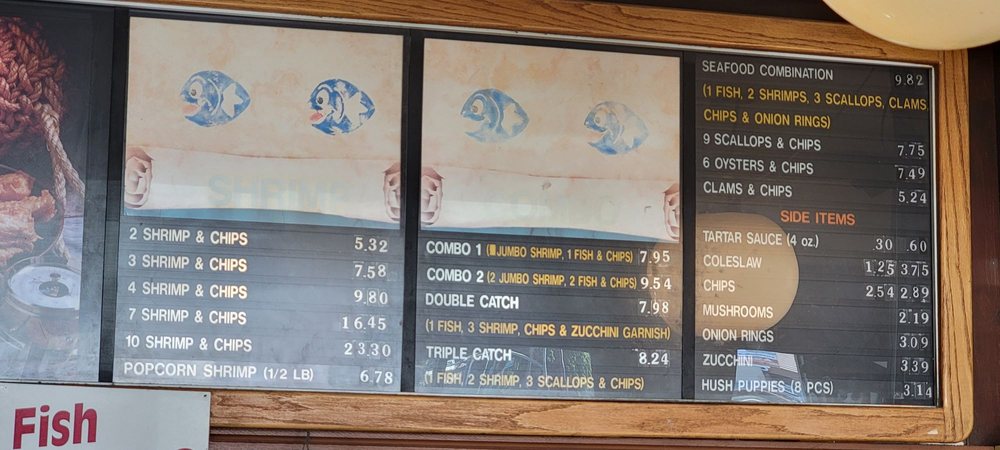 SHRIMP
2 SHRIMP & CHIPS 5.32
3 SHRIMP & CHIPS 7.58
4 SHRIMP & CHIPS 9.80
7 SHRIMP & CHIPS 16.45
10 SHRIMP & CHIPS 23.30
POPCORN SHRIMP (1/2 LB) 6.78
COMBO 1 (JUMBO SHRIMP, 1 FISH & CHIPS) 7.95
COMBO 2 (2 JUMBO SHRIMP, 2 FISH & CHIPS) 9.54
DOUBLE CATCH 7.98
(1 FISH, 3 SHRIMP, CHIPS & ZUCCHINI GARNISH)
TRIPLE CATCH 8.24
(1 FISH, 2 SHRIMP, 3 SCALLOPS & CHIPS)
SEAFOOD COMBINATION 9.82
(1 FISH, 2 SHRIMPS, 3 SCALLOPS, CLAMS,
CHIPS & ONION RINGS)
9 SCALLOPS & CHIPS 7.75
6 OYSTERS & CHIPS 7.49
CLAMS & CHIPS 5.24
SIDE ITEMS
TARTAR SAUCE (4 oz.) .30 .60
COLESLAW 1.25 3.75
CHIPS 2.54 2.89
MUSHROOMS 2.19
ONION RINGS 3.09
ZUCCHINI 3.39
HUSH PUPPIES (8 PCS) 3.14
Fish